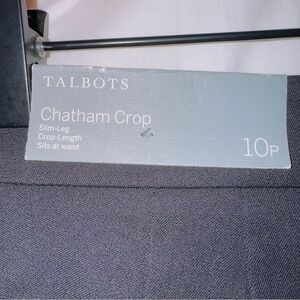 TALBOTS
Chatham Crop
Slim-Leg
Crop-Length
Sits at waist
10P